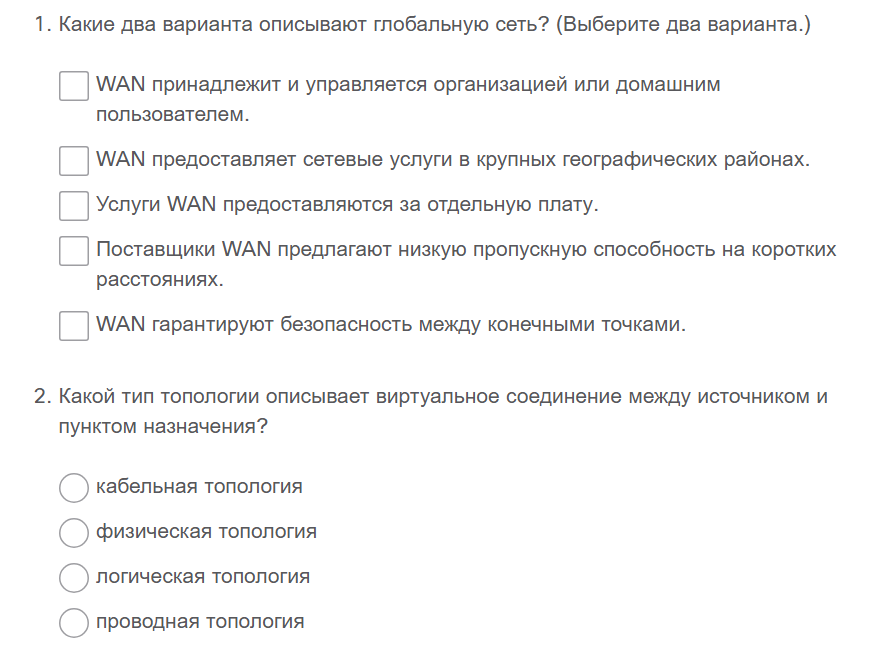 1. Какие два варианта описывают глобальную сеть? (Выберите два варианта.)
WAN принадлежит и управляется организацией или домашним
пользователем.
WAN предоставляет сетевые услуги в крупных географических районах.
Услуги WAN предоставляются за отдельную плату.
Поставщики WAN предлагают низкую пропускную способность на коротких
расстояниях.
WAN гарантируют безопасность между конечными точками.
2. Какой тип топологии описывает виртуальное соединение между источником и
пунктом назначения?
кабельная топология
физическая топология
логическая топология
проводная топология